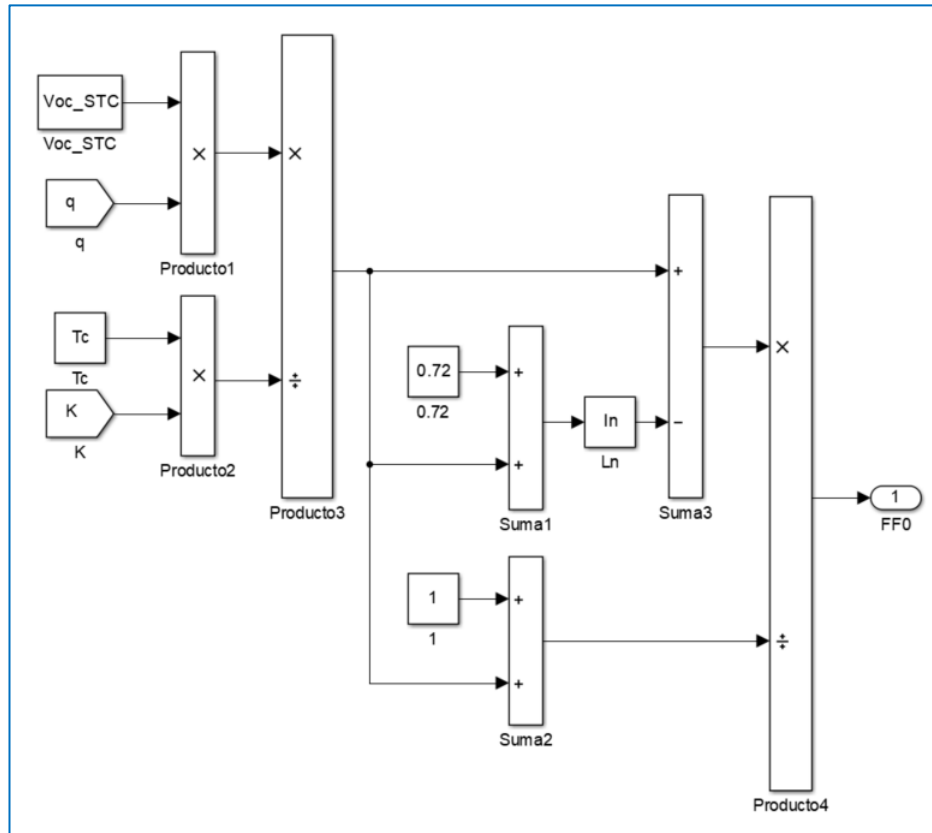 Voc_STC
Voc_STC
q
q
×
Producto1
Tc
Tc
K
K
×
Producto2
×
÷
Producto3
0.72
0.72
+
+
Suma1
ln
Ln
1
1
+
+
Suma2
+
−
Suma3
×
÷
Producto4
1
FF0